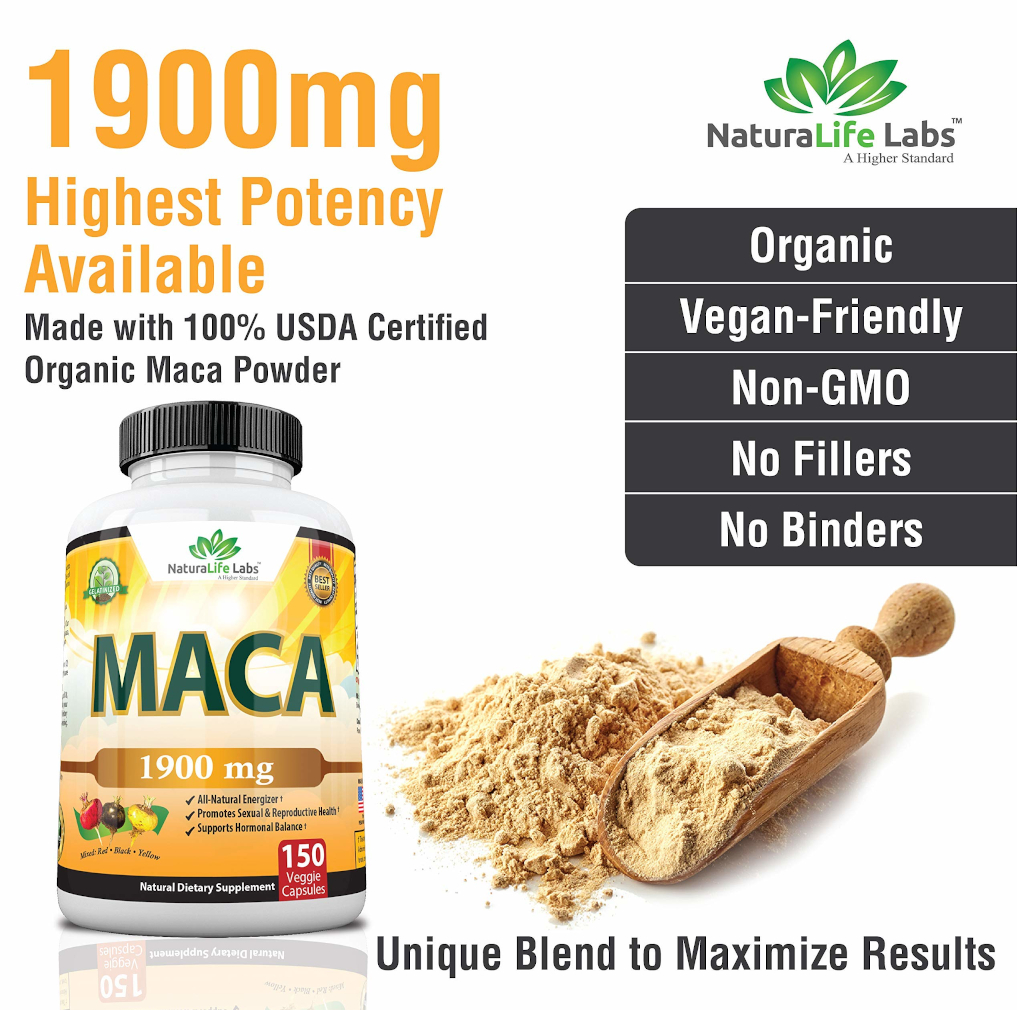 1900mg
Highest Potency
Available
Made with 100% USDA Certified
Organic Maca Powder
NaturaLife Labs™
A Higher Standard
Organic
Vegan-Friendly
Non-GMO
No Fillers
No Binders
NaturaLife Labs™
A Higher Standard
GELATINIZED
BEST
SELLER
MACA
1900 mg
✓ All-Natural Energizer†
✓ Promotes Sexual & Reproductive Health†
✓ Supports Hormonal Balance†
Mixed: Red • Black • Yellow
150
Veggie
Capsules
Natural Dietary Supplement
Unique Blend to Maximize Results